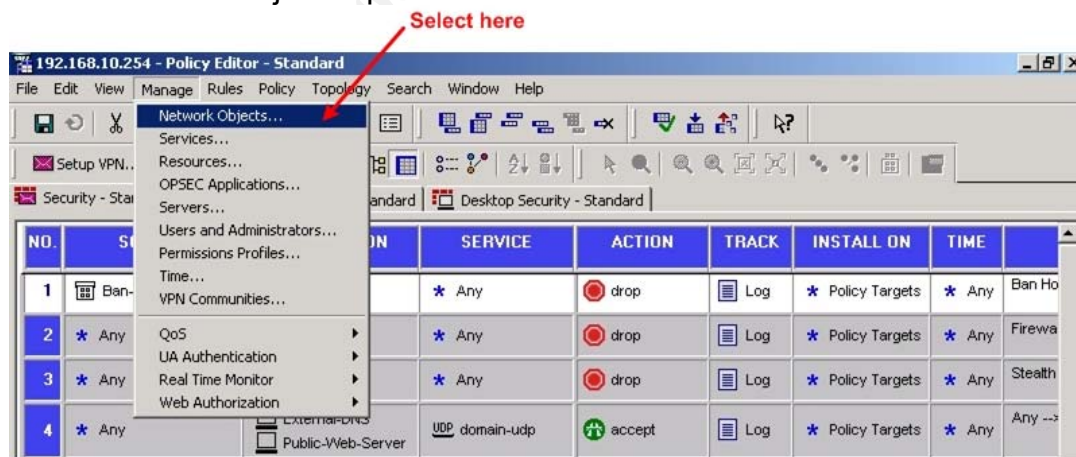 Select here
192.168.10.254 - Policy Editor - Standard
File Edit View Manage Rules Policy Topology Search Window Help
Network Objects...
Services...
Resources...
OPSEC Applications...
Servers...
Users and Administrators...
Permissions Profiles...
Time...
VPN Communities...
QoS
UA Authentication
Real Time Monitor
Web Authorization
Setup VPN..
Security - Sta andard Desktop Security - Standard
NO. S ON SERVICE ACTION TRACK INSTALL ON TIME
1 Ban- * Any drop Log * Policy Targets * Any Ban Ho
2 * Any * Any drop Log * Policy Targets * Any Firewa
3 * Any * Any drop Log * Policy Targets * Any Stealth
4 * Any External-DNS UDP domain-udp accept Log * Policy Targets * Any Any -->
Public-Web-Server